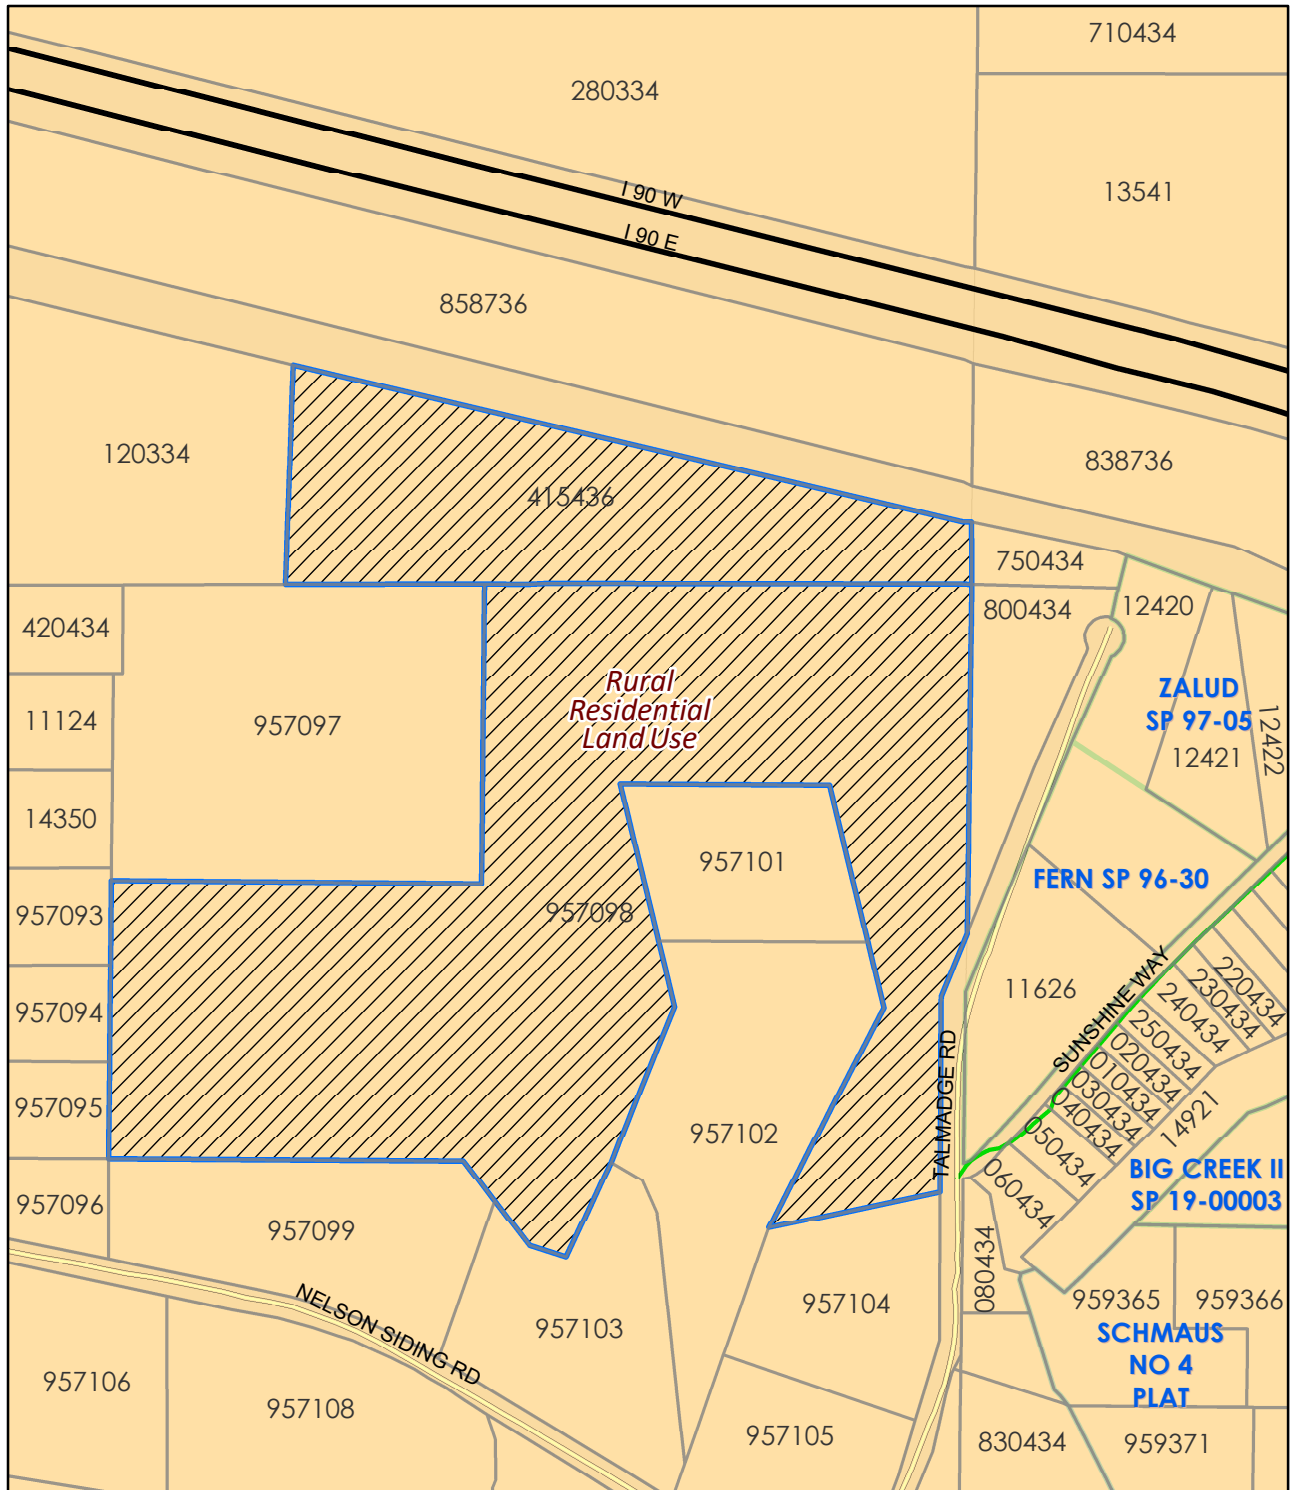 710434
280334
13541
I 90 W
I 90 E
858736
120334
838736
415436
750434
12420
800434
420434
Rural
Residential
Land Use
ZALUD
SP 97-05
11124
957097
12422
12421
14350
957101
FERN SP 96-30
957093
957098
11626
SUNSHINE WAY
220434
230434
240434
250434
020434
010434
030434
040434
050434
060434
14921
957094
TALMADGE RD
957095
957102
BIG CREEK II
SP 19-00003
957096
957099
080434
NELSON SIDING RD
957103
957104
959365
959366
SCHMAUS
NO 4
PLAT
957106
957108
957105
830434
959371